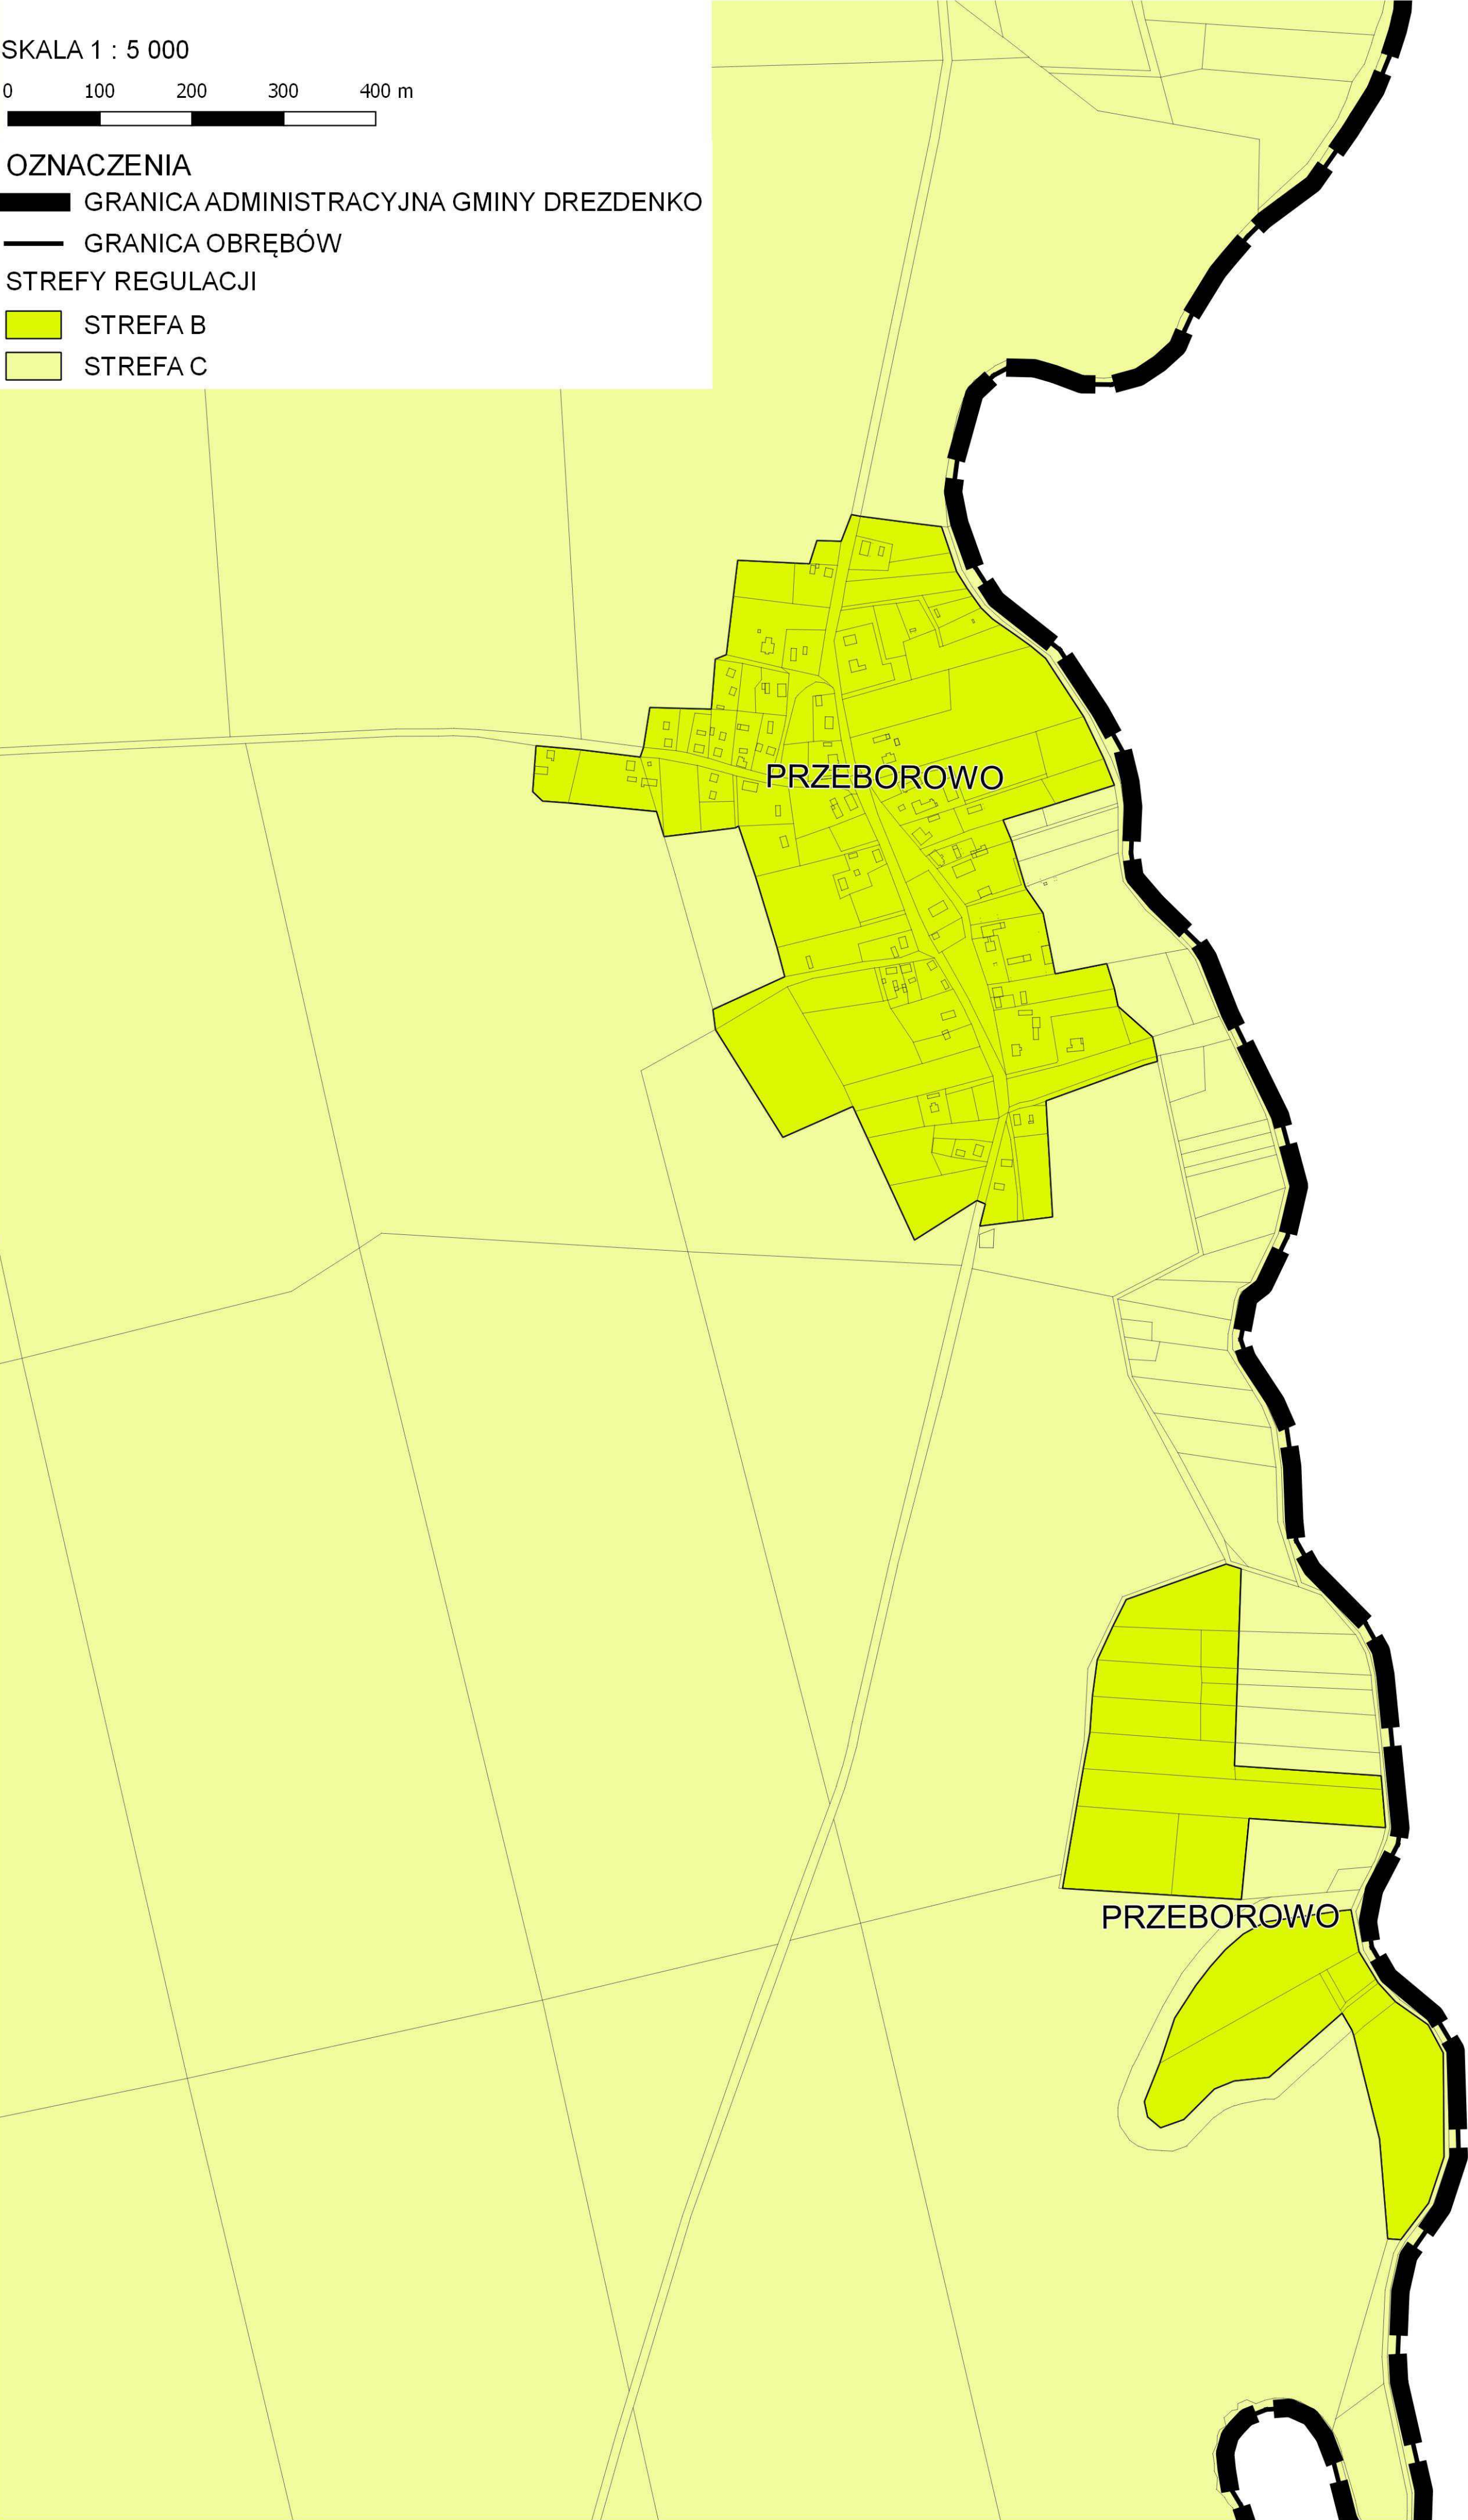 SKALA 1 : 5 000
0 100 200 300 400 m
OZNACZENIA
GRANICA ADMINISTRACYJNA GMINY DREZDENKO
GRANICA OBRĘBÓW
STREFY REGULACJI
STREFA B
STREFA C
PRZEBOROWO
PRZEBOROWO